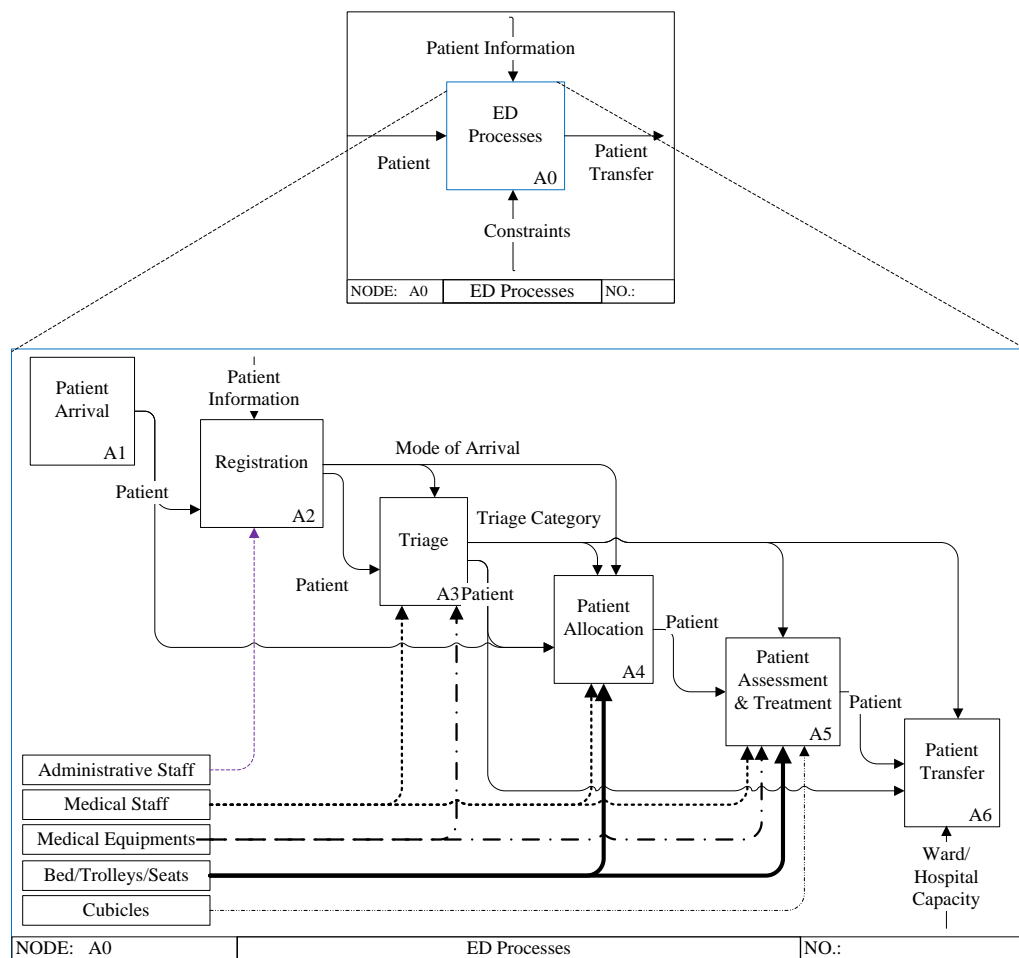 Patient Information
ED
Processes
A0
Patient
Patient
Transfer
Constraints
NODE: A0
ED Processes
NO.:
Patient
Arrival
A1
Patient
Information
Registration
A2
Patient
Mode of Arrival
Triage
A3
Patient
Triage Category
Patient
Patient
Allocation
A4
Patient
Patient
Assessment
& Treatment
A5
Patient
Patient
Transfer
A6
Administrative Staff
Medical Staff
Medical Equipments
Bed/Trolleys/Seats
Cubicles
Ward/
Hospital
Capacity
NODE: A0
ED Processes
NO.: